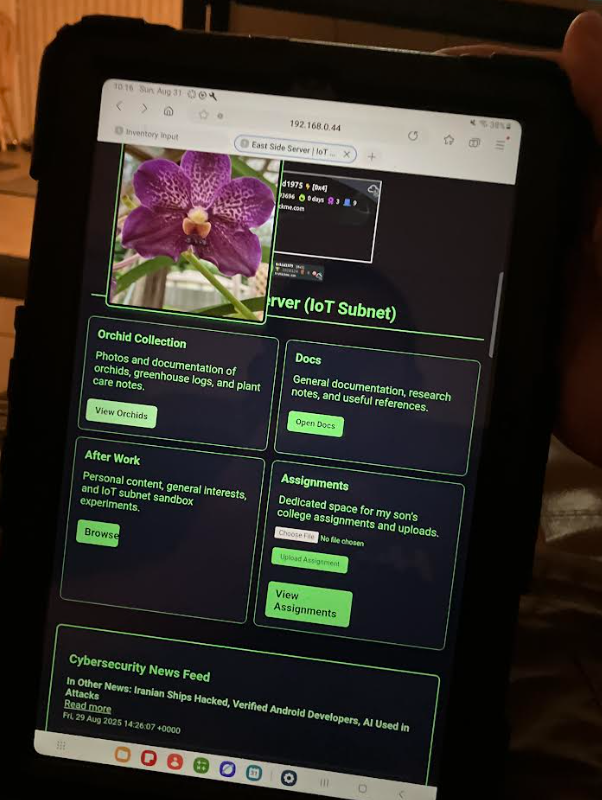 10:16 Sun, Aug 31
38%
192.168.0.44
Inventory Input
East Side Server | IoT ...
d1975 [0x4]
8 days 3 9
erver (IoT Subnet)
Orchid Collection
Photos and documentation of
orchids, greenhouse logs, and plant
care notes.
View Orchids
Docs
General documentation, research
notes, and useful references.
Open Docs
After Work
Personal content, general interests,
and IoT subnet sandbox
experiments.
Browse
Assignments
Dedicated space for my son's
college assignments and uploads.
Choose File No file chosen
Upload Assignment
View
Assignments
Cybersecurity News Feed
In Other News: Iranian Ships Hacked, Verified Android Developers, AI Used in
Attacks
Read more
Fri, 29 Aug 2025 14:26:07 +0000
31